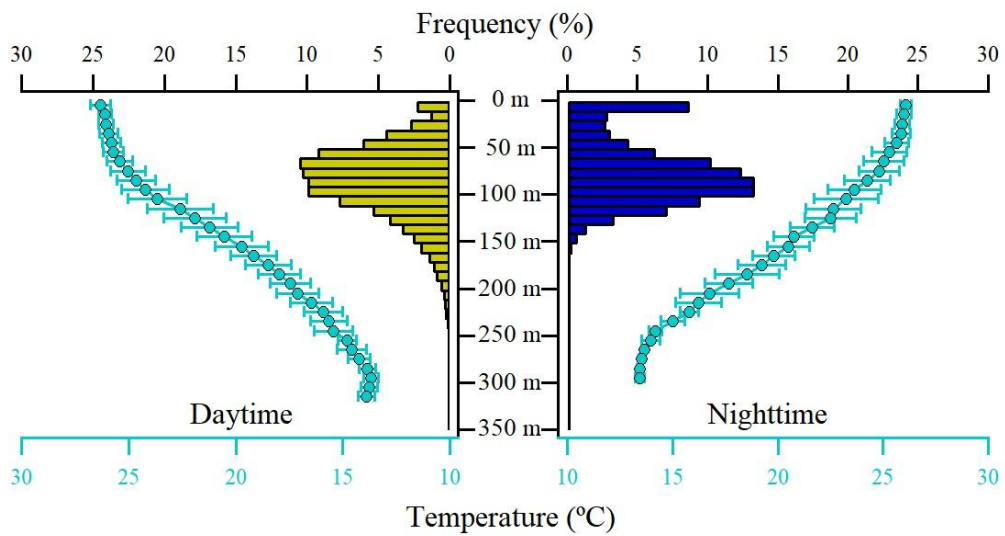 Frequency (%)
30 25 20 15 10 5 0 0 5 10 15 20 25 30
0 m
50 m
100 m
150 m
200 m
250 m
300 m
Daytime Nighttime
350 m
30 25 20 15 10 10 15 20 25 30
Temperature (ºC)